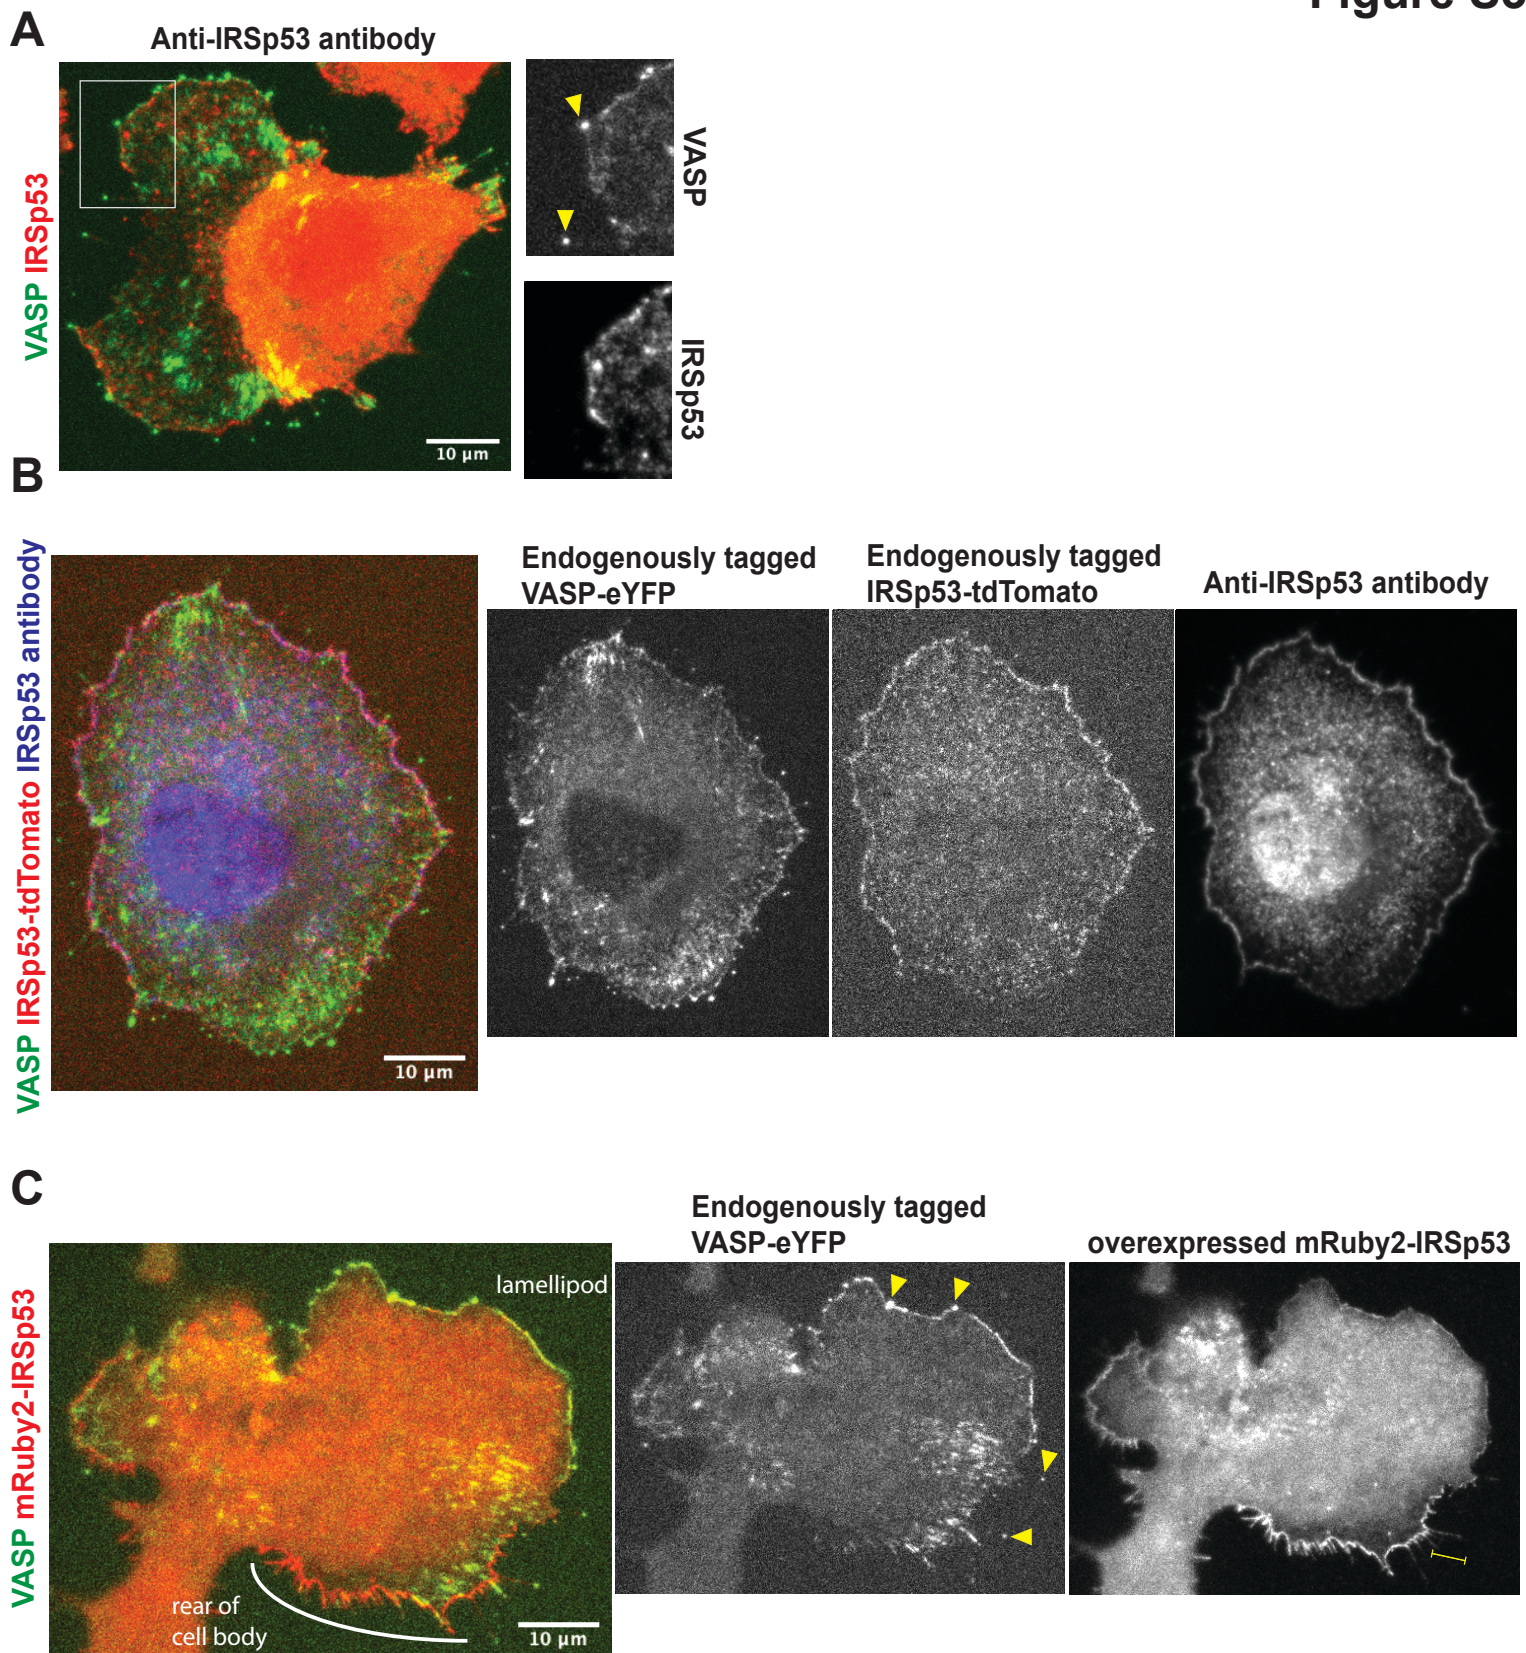 Figure
A
Anti-IRSp53 antibody
VASP IRSp53
VASP
IRSp53
10 µm
B
VASP IRSp53-tdTomato IRSp53 antibody
Endogenously tagged
VASP-eYFP
Endogenously tagged
IRSp53-tdTomato
Anti-IRSp53 antibody
10 µm
C
VASP mRuby2-IRSp53
Endogenously tagged
VASP-eYFP
overexpressed mRuby2-IRSp53
lamellipod
rear of
cell body
10 µm